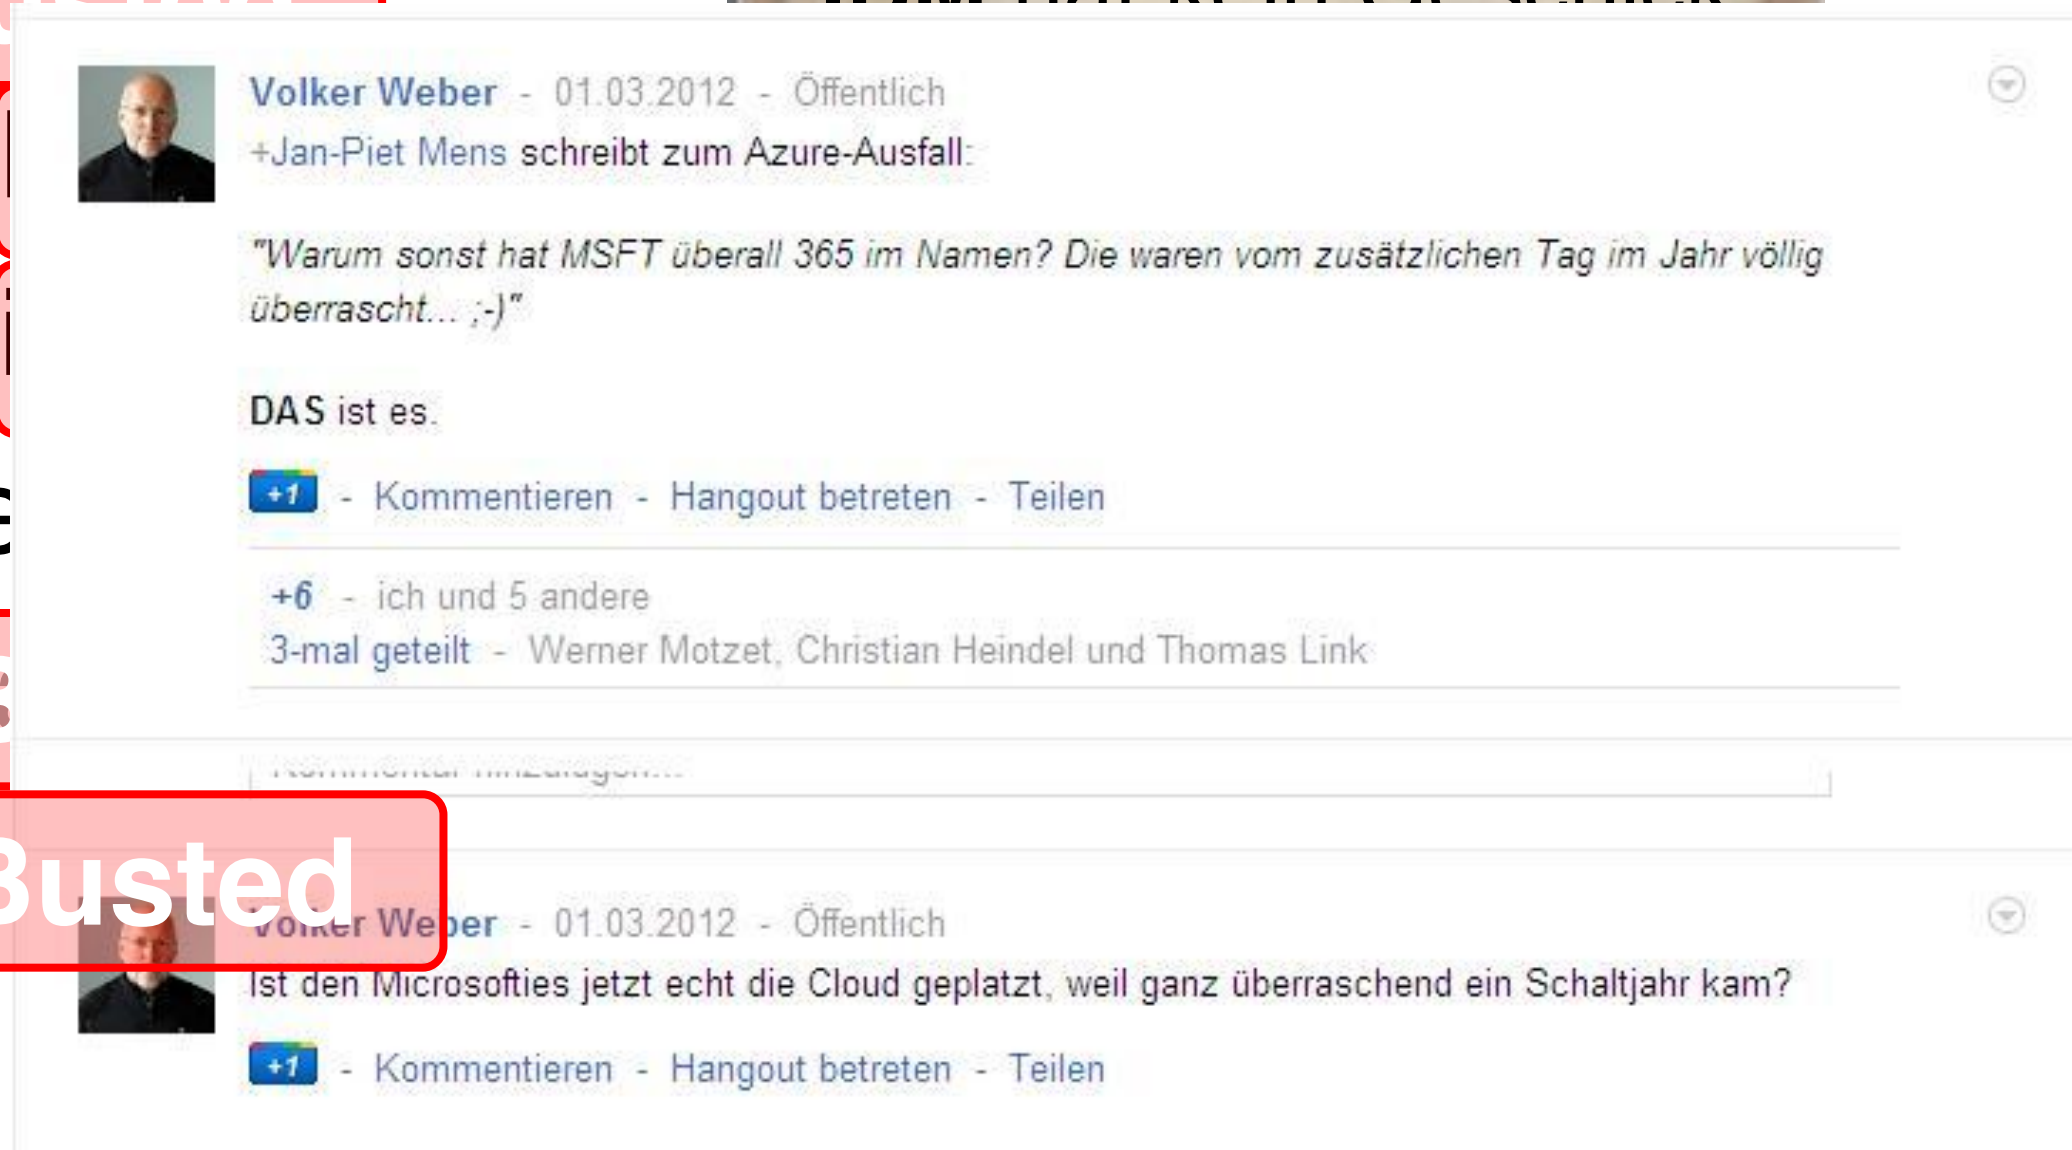 Volker Weber - 01.03.2012 - Öffentlich
+Jan-Piet Mens schreibt zum Azure-Ausfall:
"Warum sonst hat MSFT überall 365 im Namen? Die waren vom zusätzlichen Tag im Jahr völlig
überrascht... ;-)"
DAS ist es.
+1 - Kommentieren - Hangout betreten - Teilen
+6 - ich und 5 andere
3-mal geteilt - Werner Motzet, Christian Heindel und Thomas Link
Kommentar hinzufügen...
Busted
Volker Weber - 01.03.2012 - Öffentlich
Ist den Microsofties jetzt echt die Cloud geplatzt, weil ganz überraschend ein Schaltjahr kam?
+1 - Kommentieren - Hangout betreten - Teilen